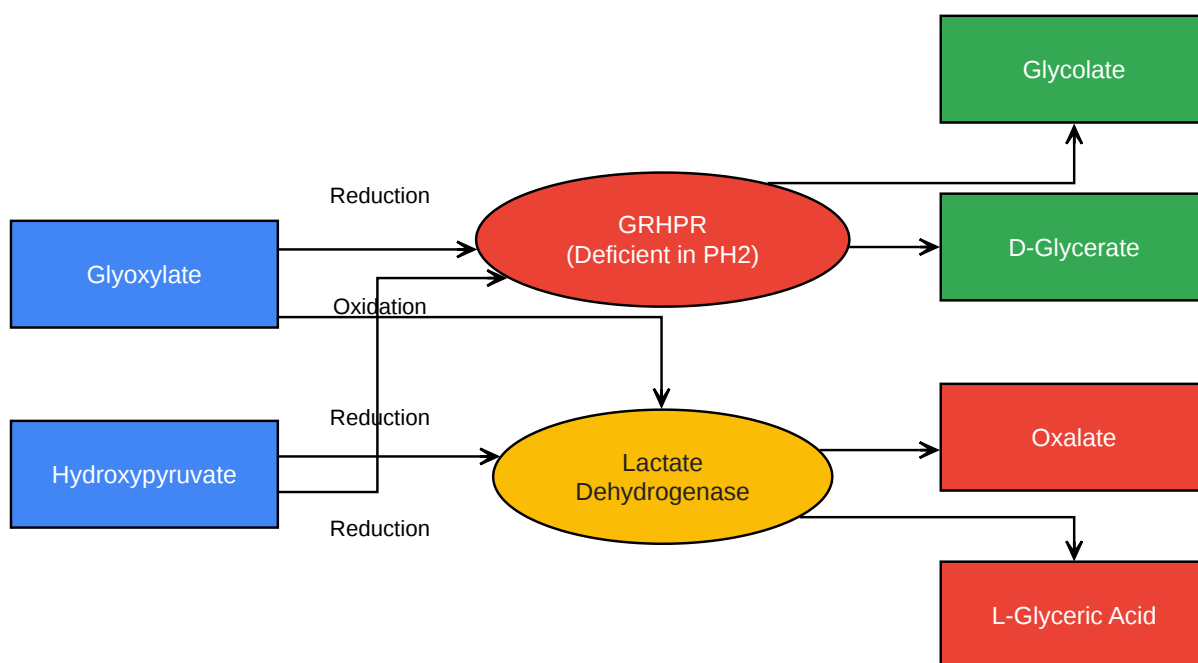 Glycolate
Reduction
GRHPR
(Deficient in PH2)
D-Glycerate
Glyoxylate
Oxidation
Reduction
Oxalate
Hydroxypyruvate
Lactate
Dehydrogenase
Reduction
L-Glyceric Acid